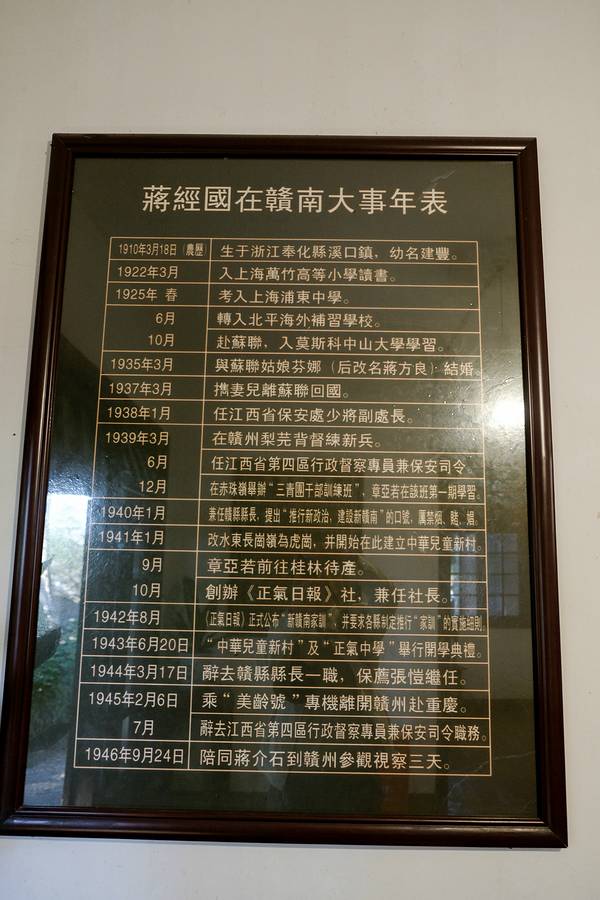 蔣經國在贛南大事年表
1910年3月18日（農歷） 生于浙江奉化縣溪口鎮，幼名建豐。
1922年3月 入上海萬竹高等小學讀書。
1925年 春 考入上海浦東中學。
6月 轉入北平海外補習學校。
10月 赴蘇聯，入莫斯科中山大學學習。
1935年3月 與蘇聯姑娘芬娜（后改名蔣方良）結婚。
1937年3月 攜妻兒離蘇聯回國。
1938年1月 任江西省保安處少將副處長。
1939年3月 在贛州梨芫背督練新兵。
6月 任江西省第四區行政督察專員兼保安司令。
12月 在赤珠嶺舉辦“三青團干部訓練班”，章亞若在該班第一期學習。
1940年1月 兼任贛縣縣長，提出“推行新政治，建設新贛南”的口號，厲禁烟、賭、娼。
1941年1月 改水東長崗嶺為虎崗，并開始在此建立中華兒童新村。
9月 章亞若前往桂林待產。
10月 創辦《正氣日報》社，兼任社長。
1942年8月 《正氣日報》正式公布“新贛南家訓”，并要求各縣制定推行“家訓”的實施細則。
1943年6月20日 “中華兒童新村”及“正氣中學”舉行開學典禮。
1944年3月17日 辭去贛縣縣長一職，保薦張愷繼任。
1945年2月6日 乘“美齡號”專機離開贛州赴重慶。
7月 辭去江西省第四區行政督察專員兼保安司令職務。
1946年9月24日 陪同蔣介石到贛州參觀視察三天。